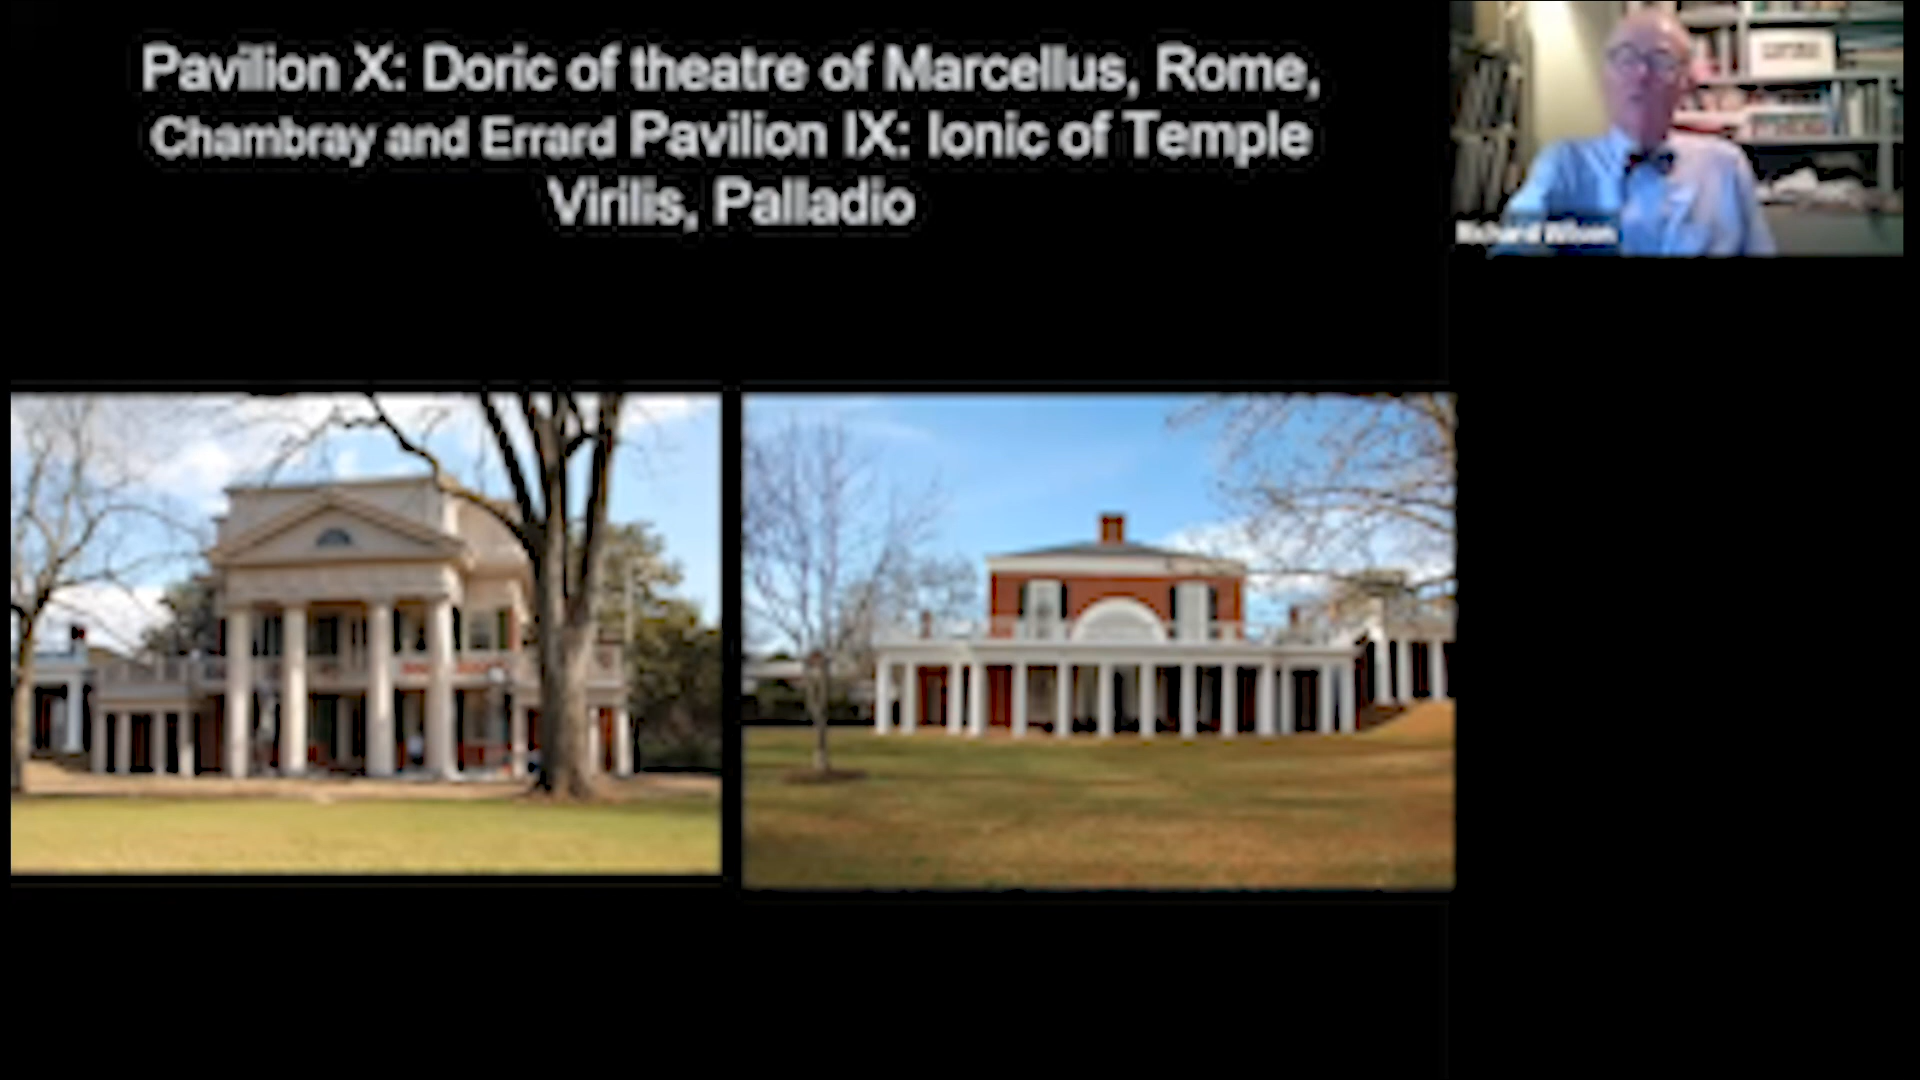 Pavilion X: Doric of theatre of Marcellus, Rome,
Chambray and Errard Pavilion IX: Ionic of Temple
Virilis, Palladio
Richard Wilson